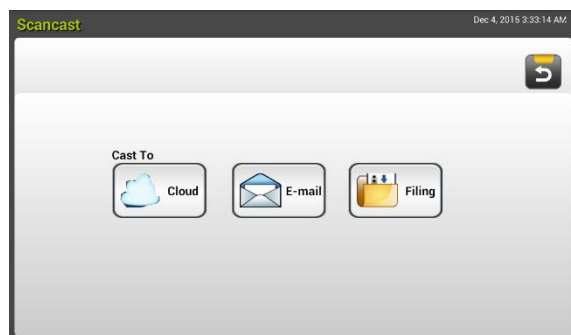 Scancast
Dec 4, 2015 3:33:14 AM
Cast To
Cloud
E-mail
Filing